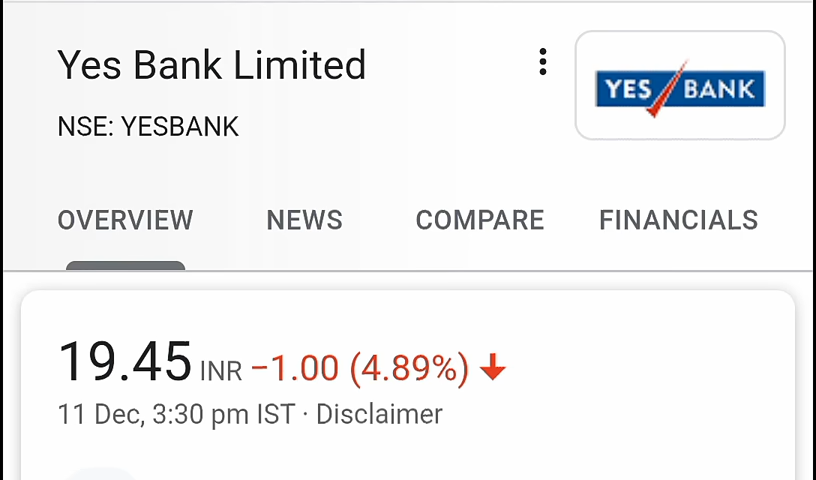 Yes Bank Limited
YES BANK
NSE: YESBANK
OVERVIEW NEWS COMPARE FINANCIALS
19.45 INR −1.00 (4.89%)
11 Dec, 3:30 pm IST · Disclaimer